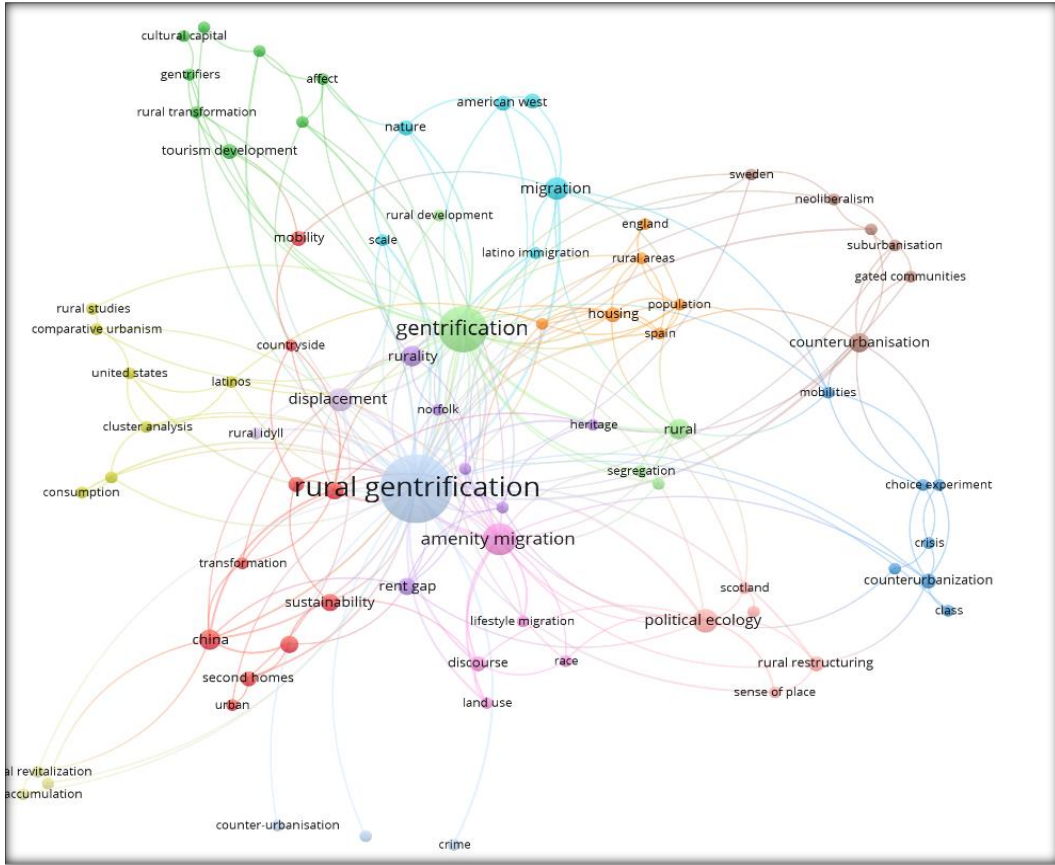 cultural capital
gentrifiers
affect
rural transformation
american west
nature
tourism development
sweden
migration
neoliberalism
rural development
england
mobility
scale
suburbanisation
latino immigration
rural areas
gated communities
rural studies
population
housing
comparative urbanism
gentrification
spain
counterurbanisation
countryside
rurality
united states
latinos
mobilities
displacement
norfolk
cluster analysis
rural idyll
heritage
rural
segregation
consumption
rural gentrification
choice experiment
amenity migration
crisis
transformation
counterurbanization
rent gap
scotland
sustainability
class
lifestyle migration
political ecology
china
discourse
race
rural restructuring
second homes
sense of place
urban
land use
al revitalization
accumulation
counter-urbanisation
crime